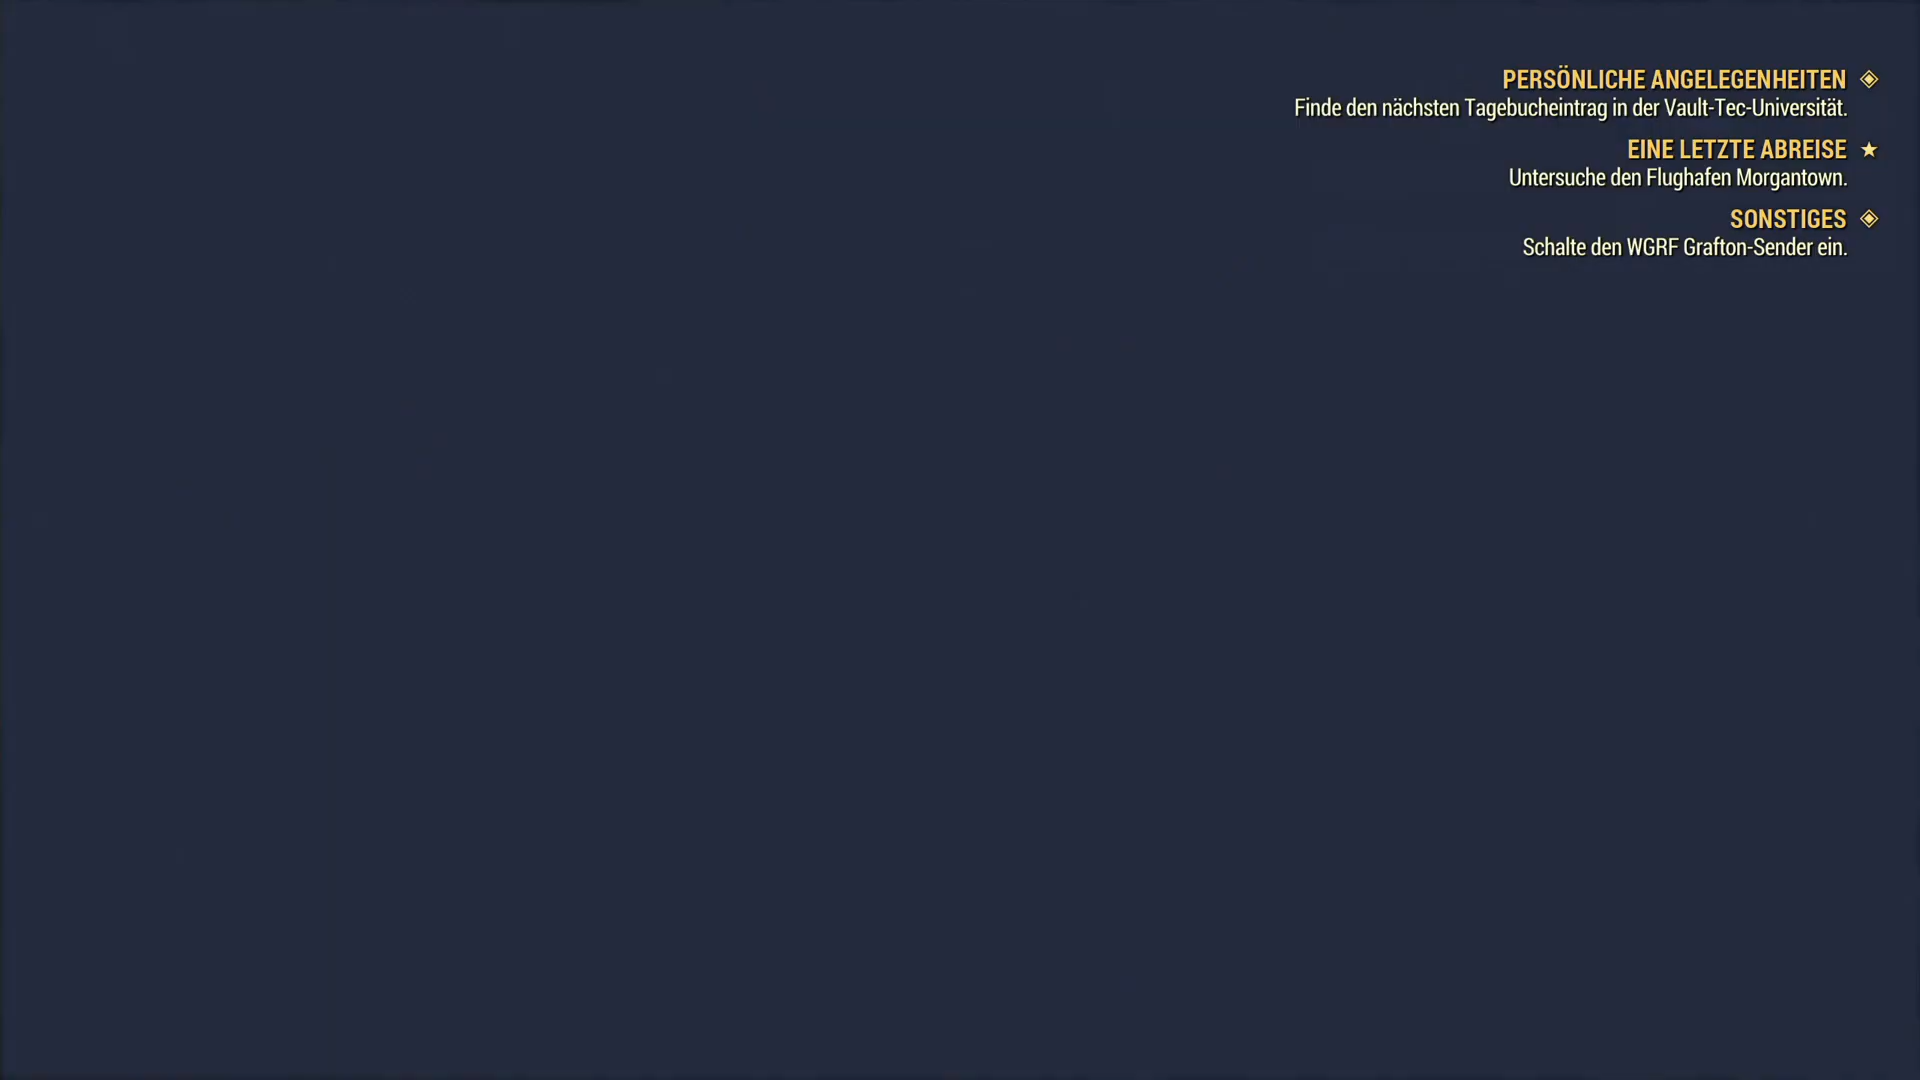 PERSÖNLICHE ANGELEGENHEITEN
Finde den nächsten Tagebucheintrag in der Vault-Tec-Universität.
EINE LETZTE ABREISE
Untersuche den Flughafen Morgantown.
SONSTIGES
Schalte den WGRF Grafton-Sender ein.